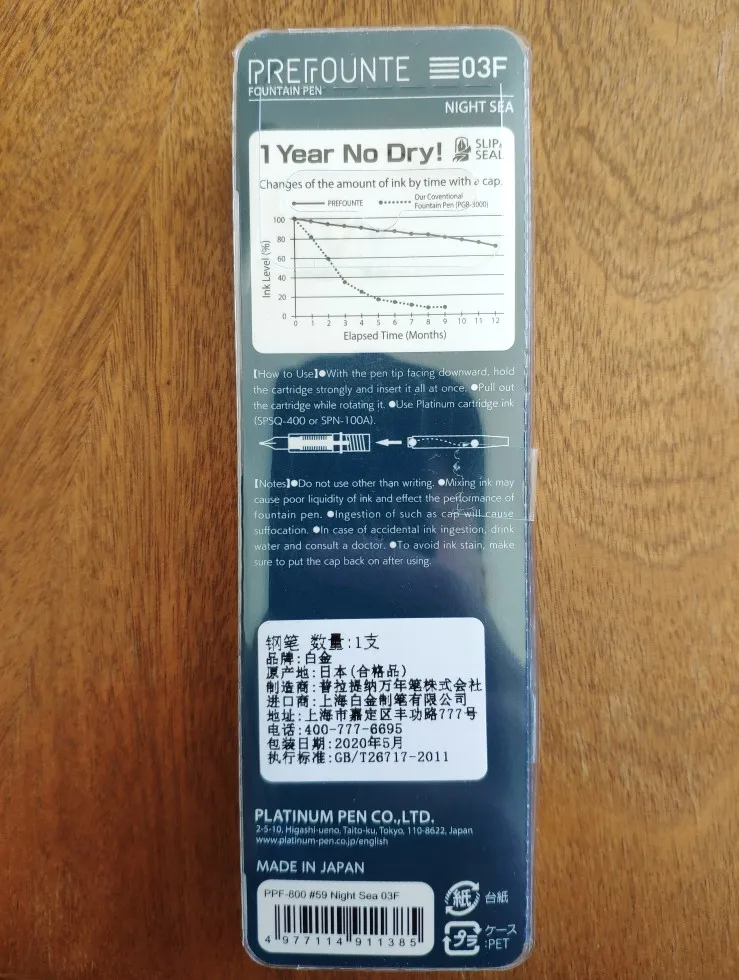 PREFOUNTE 03F
FOUNTAIN PEN
NIGHT SEA
1 Year No Dry! SLIP
SEAL
Changes of the amount of ink by time with a cap.
PREFOUNTE
Our Coventional
Fountain Pen (PGB-3000)
100
80
60
40
20
0
Ink Level (%)
0 1 2 3 4 5 6 7 8 9 10 11 12
Elapsed Time (Months)
【How to Use】●With the pen tip facing downward, hold
the cartridge strongly and insert it all at once. ●Pull out
the cartridge while rotating it. ●Use Platinum cartridge ink
(SPSQ-400 or SPN-100A).
【Notes】●Do not use other than writing. ●Mixing ink may
cause poor liquidity of ink and effect the performance of
fountain pen. ●Ingestion of such as cap will cause
suffocation. ●In case of accidental ink ingestion, drink
water and consult a doctor. ●To avoid ink stain, make
sure to put the cap back on after using.
钢笔 数量:1支
品牌:白金
原产地:日本(合格品)
制造商:普拉提纳万年笔株式会社
进口商:上海白金制笔有限公司
地址:上海市嘉定区丰功路777号
电话:400-777-6695
包装日期:2020年5月
执行标准:GB/T26717-2011
PLATINUM PEN CO.,LTD.
2-5-10, Higashi-ueno, Taito-ku, Tokyo, 110-8622, Japan
www.platinum-pen.co.jp/english
MADE IN JAPAN
PPF-800 #59 Night Sea 03F
4 977114 911385
紙 台紙
プラ ケース
:PET